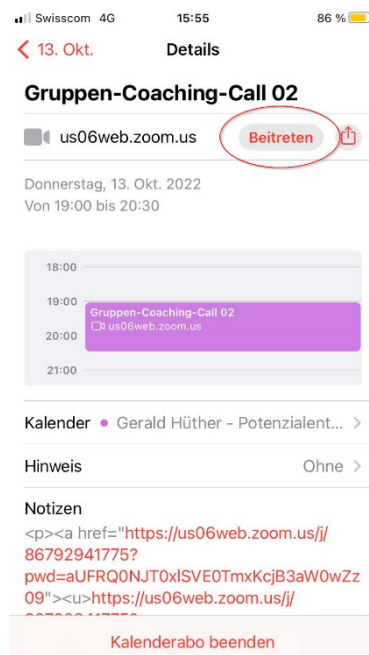 Swisscom 4G 15:55 86 %
13. Okt. Details
Gruppen-Coaching-Call 02
us06web.zoom.us Beitreten
Donnerstag, 13. Okt. 2022
Von 19:00 bis 20:30
18:00
19:00
Gruppen-Coaching-Call 02
us06web.zoom.us
20:00
21:00
Kalender • Gerald Hüther - Potenzialent... >
Hinweis Ohne >
Notizen
<p><a href="https://us06web.zoom.us/j/
86792941775?
pwd=aUFRQ0NJT0xlSVE0TmxKcjB3aW0wZz
09"><u>https://us06web.zoom.us/j/
Kalenderabo beenden